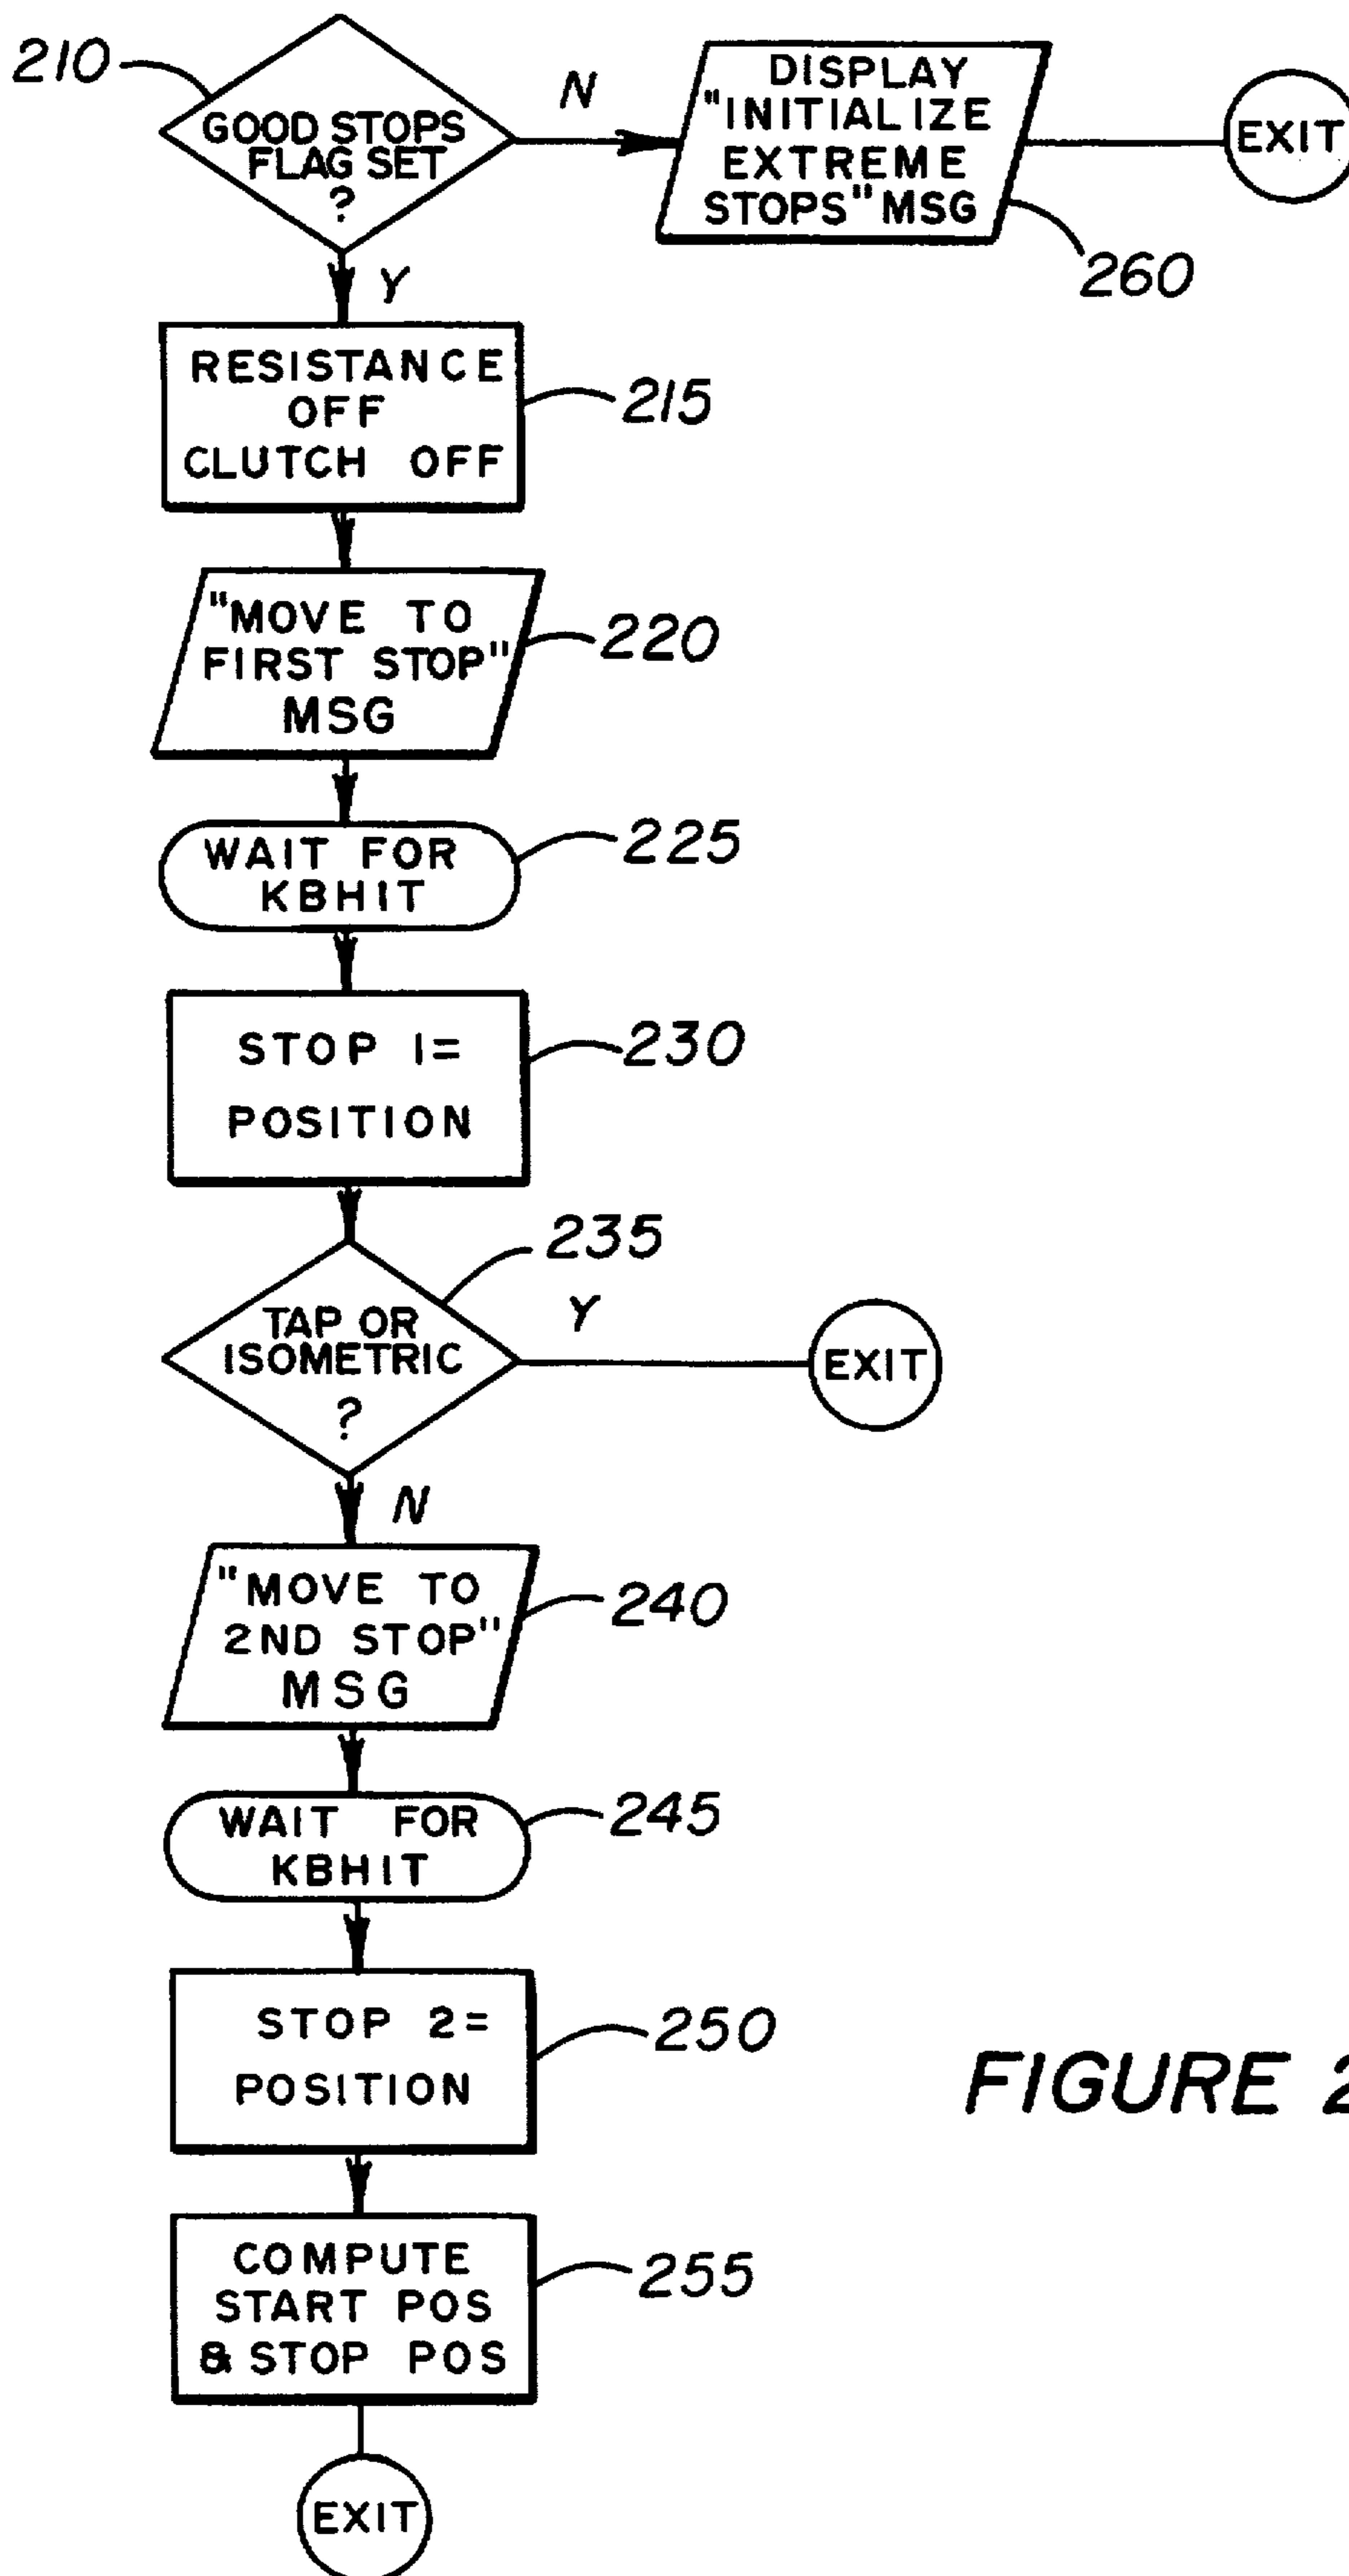 210
GOOD STOPS
FLAG SET
?
N
DISPLAY
"INITIALIZE
EXTREME
STOPS" MSG
EXIT
260
Y
RESISTANCE
OFF
CLUTCH OFF
215
"MOVE TO
FIRST STOP"
MSG
220
WAIT FOR
KBHIT
225
STOP 1=
POSITION
230
235
TAP OR
ISOMETRIC
?
Y
EXIT
N
"MOVE TO
2ND STOP"
MSG
240
WAIT FOR
KBHIT
245
STOP 2=
POSITION
250
FIGURE 2
COMPUTE
START POS
& STOP POS
255
EXIT